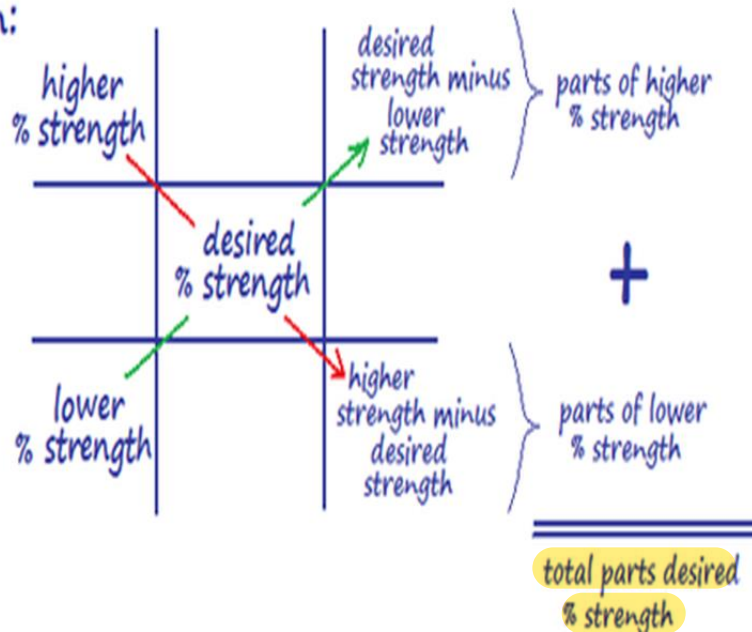 n:
higher
% strength
desired
strength minus
lower
strength
parts of higher
% strength
desired
% strength
+
lower
% strength
higher
strength minus
desired
strength
parts of lower
% strength
total parts desired
% strength